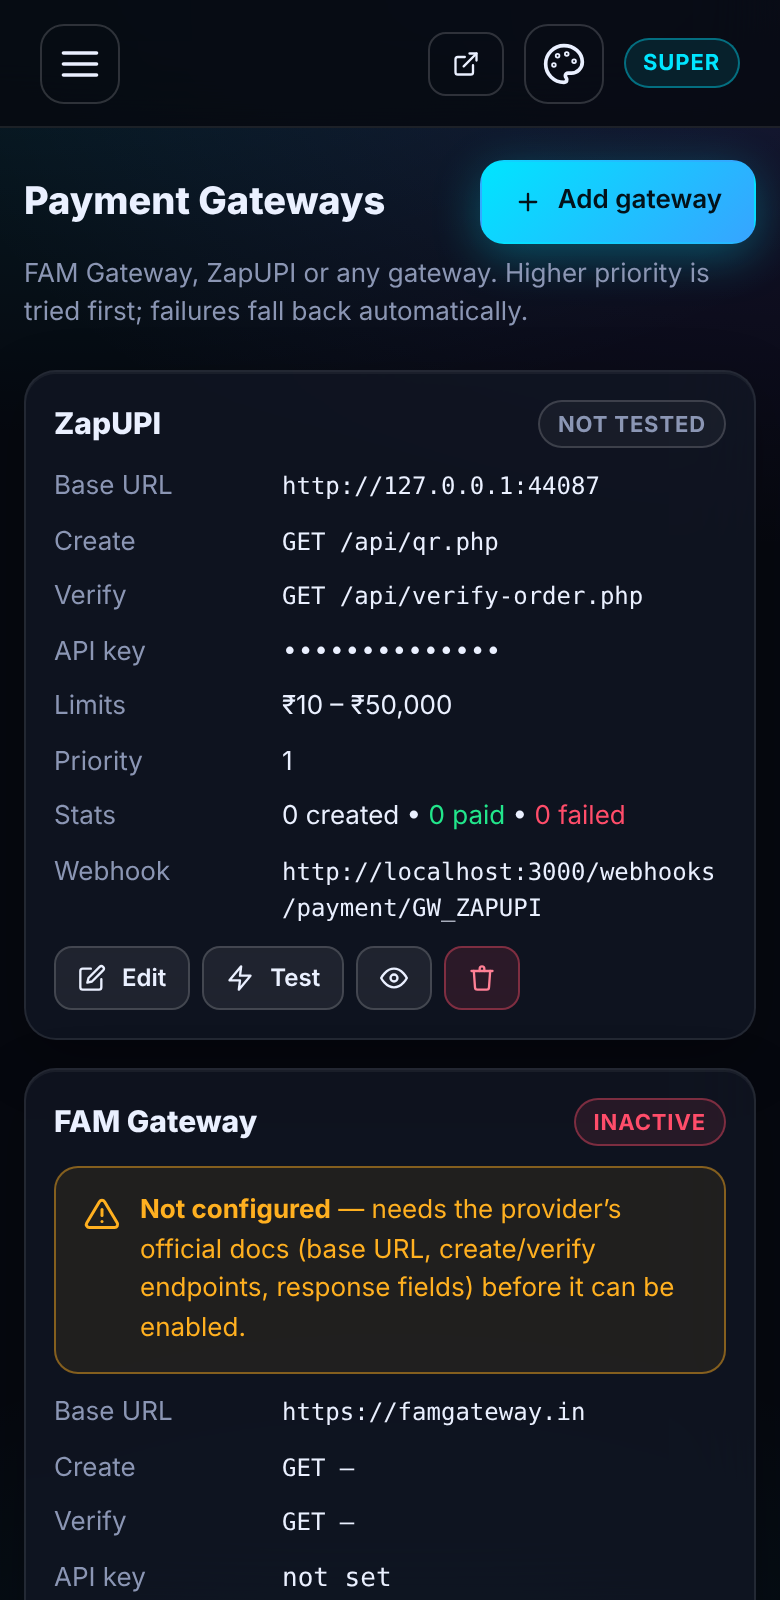 SUPER
Payment Gateways
+ Add gateway
FAM Gateway, ZapUPI or any gateway. Higher priority is
tried first; failures fall back automatically.
ZapUPI
NOT TESTED
Base URL http://127.0.0.1:44087
Create GET /api/qr.php
Verify GET /api/verify-order.php
API key ••••••••••••••
Limits ₹10 – ₹50,000
Priority 1
Stats 0 created • 0 paid • 0 failed
Webhook http://localhost:3000/webhooks
/payment/GW_ZAPUPI
Edit Test
FAM Gateway
INACTIVE
Not configured — needs the provider’s
official docs (base URL, create/verify
endpoints, response fields) before it can be
enabled.
Base URL https://famgateway.in
Create GET —
Verify GET —
API key not set